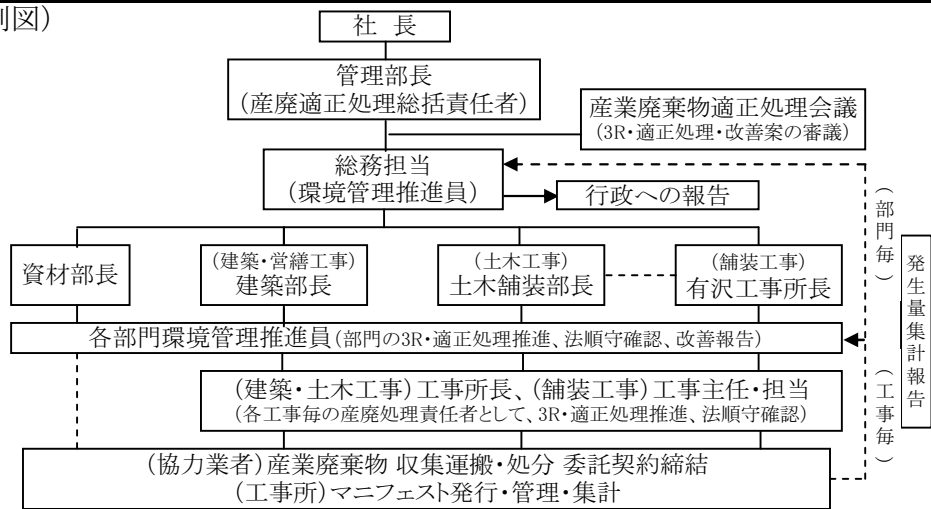 別図)
社 長
管理部長
(産廃適正処理総括責任者)
産業廃棄物適正処理会議
(3R・適正処理・改善案の審議)
総務担当
(環境管理推進員)
行政への報告
(部門毎)
発生量集計報告
資材部長
(建築・営繕工事)
建築部長
(土木工事)
土木舗装部長
(舗装工事)
有沢工事所長
各部門環境管理推進員(部門の3R・適正処理推進、法順守確認、改善報告)
(工事毎)
(建築・土木工事)工事所長、(舗装工事)工事主任・担当
(各工事毎の産廃処理責任者として、3R・適正処理推進、法順守確認)
(協力業者)産業廃棄物 収集運搬・処分 委託契約締結
(工事所)マニフェスト発行・管理・集計